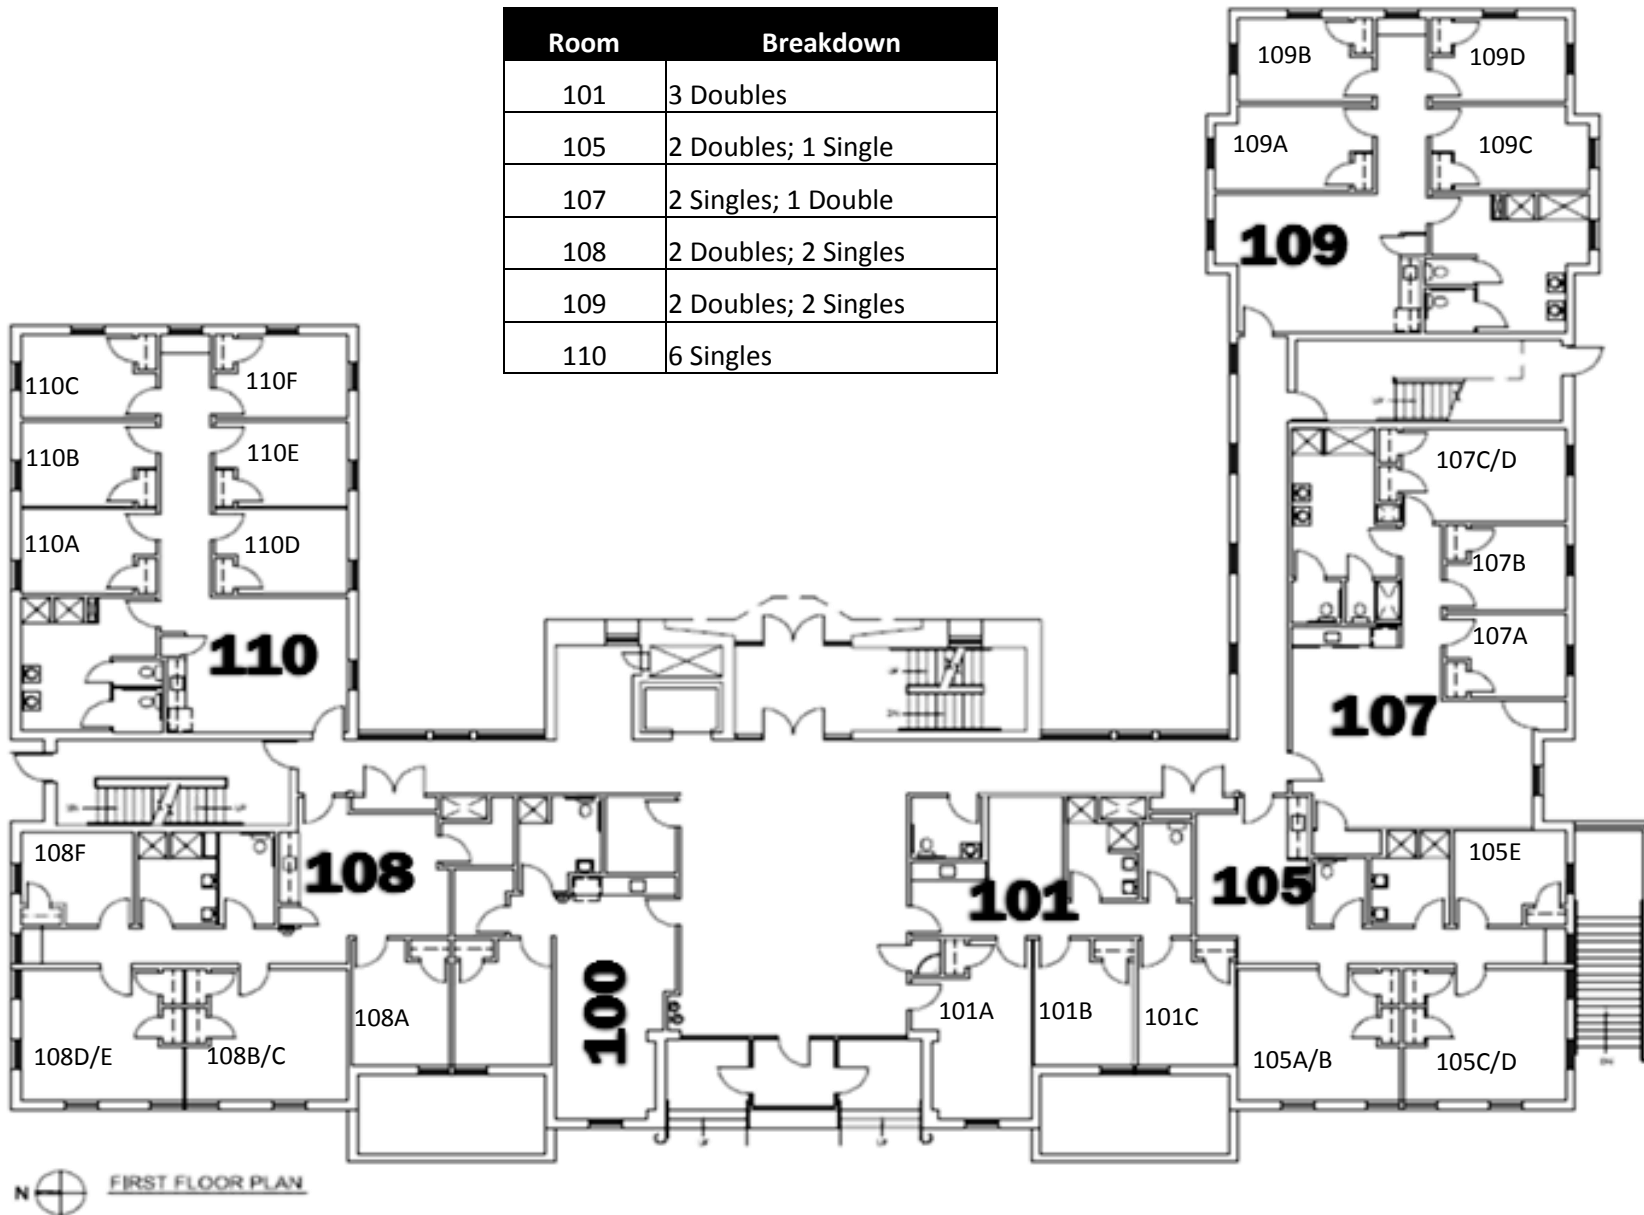 Room Breakdown
101 3 Doubles
105 2 Doubles; 1 Single
107 2 Singles; 1 Double
108 2 Doubles; 2 Singles
109 2 Doubles; 2 Singles
110 6 Singles
109B
109D
109A
109C
109
110C
110F
110B
110E
110A
110D
110
107C/D
107B
107A
107
108F
108
101
105
105E
100
108A
101A
101B
101C
108D/E
108B/C
105A/B
105C/D
N
FIRST FLOOR PLAN